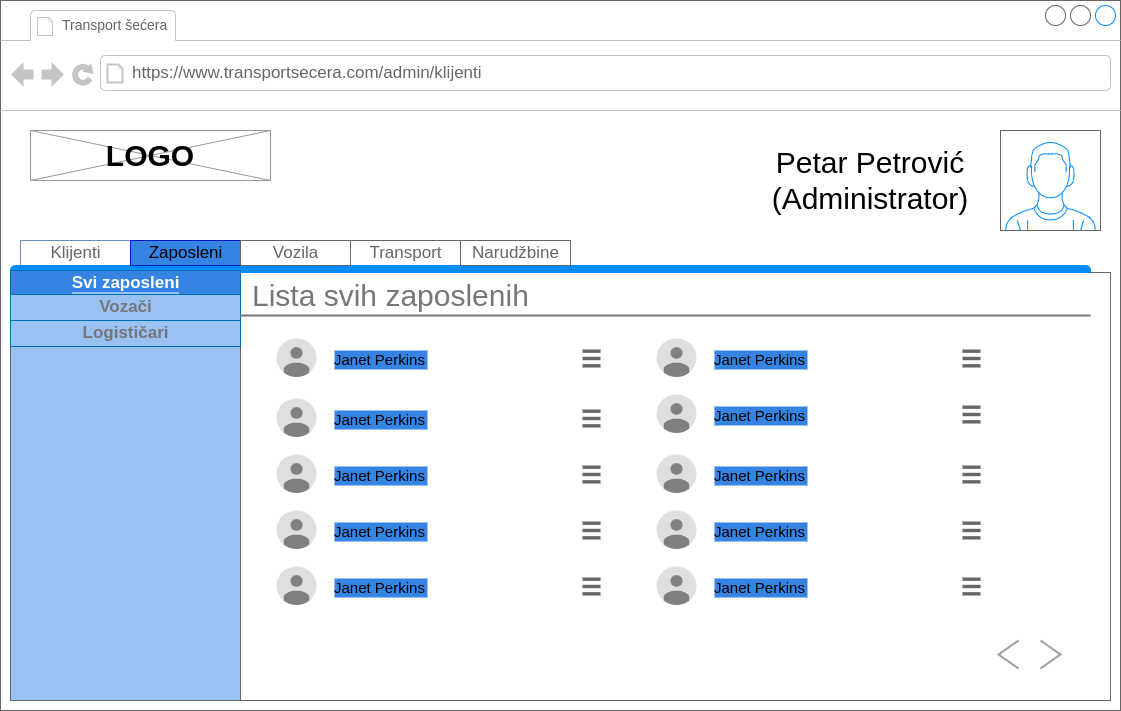 Transport šećera
https://www.transportsecera.com/admin/klijenti
LOGO
Petar Petrović
(Administrator)
Klijenti
Zaposleni
Vozila
Transport
Narudžbine
Svi zaposleni
Vozači
Logističari
Lista svih zaposlenih
Janet Perkins
Janet Perkins
Janet Perkins
Janet Perkins
Janet Perkins
Janet Perkins
Janet Perkins
Janet Perkins
Janet Perkins
Janet Perkins